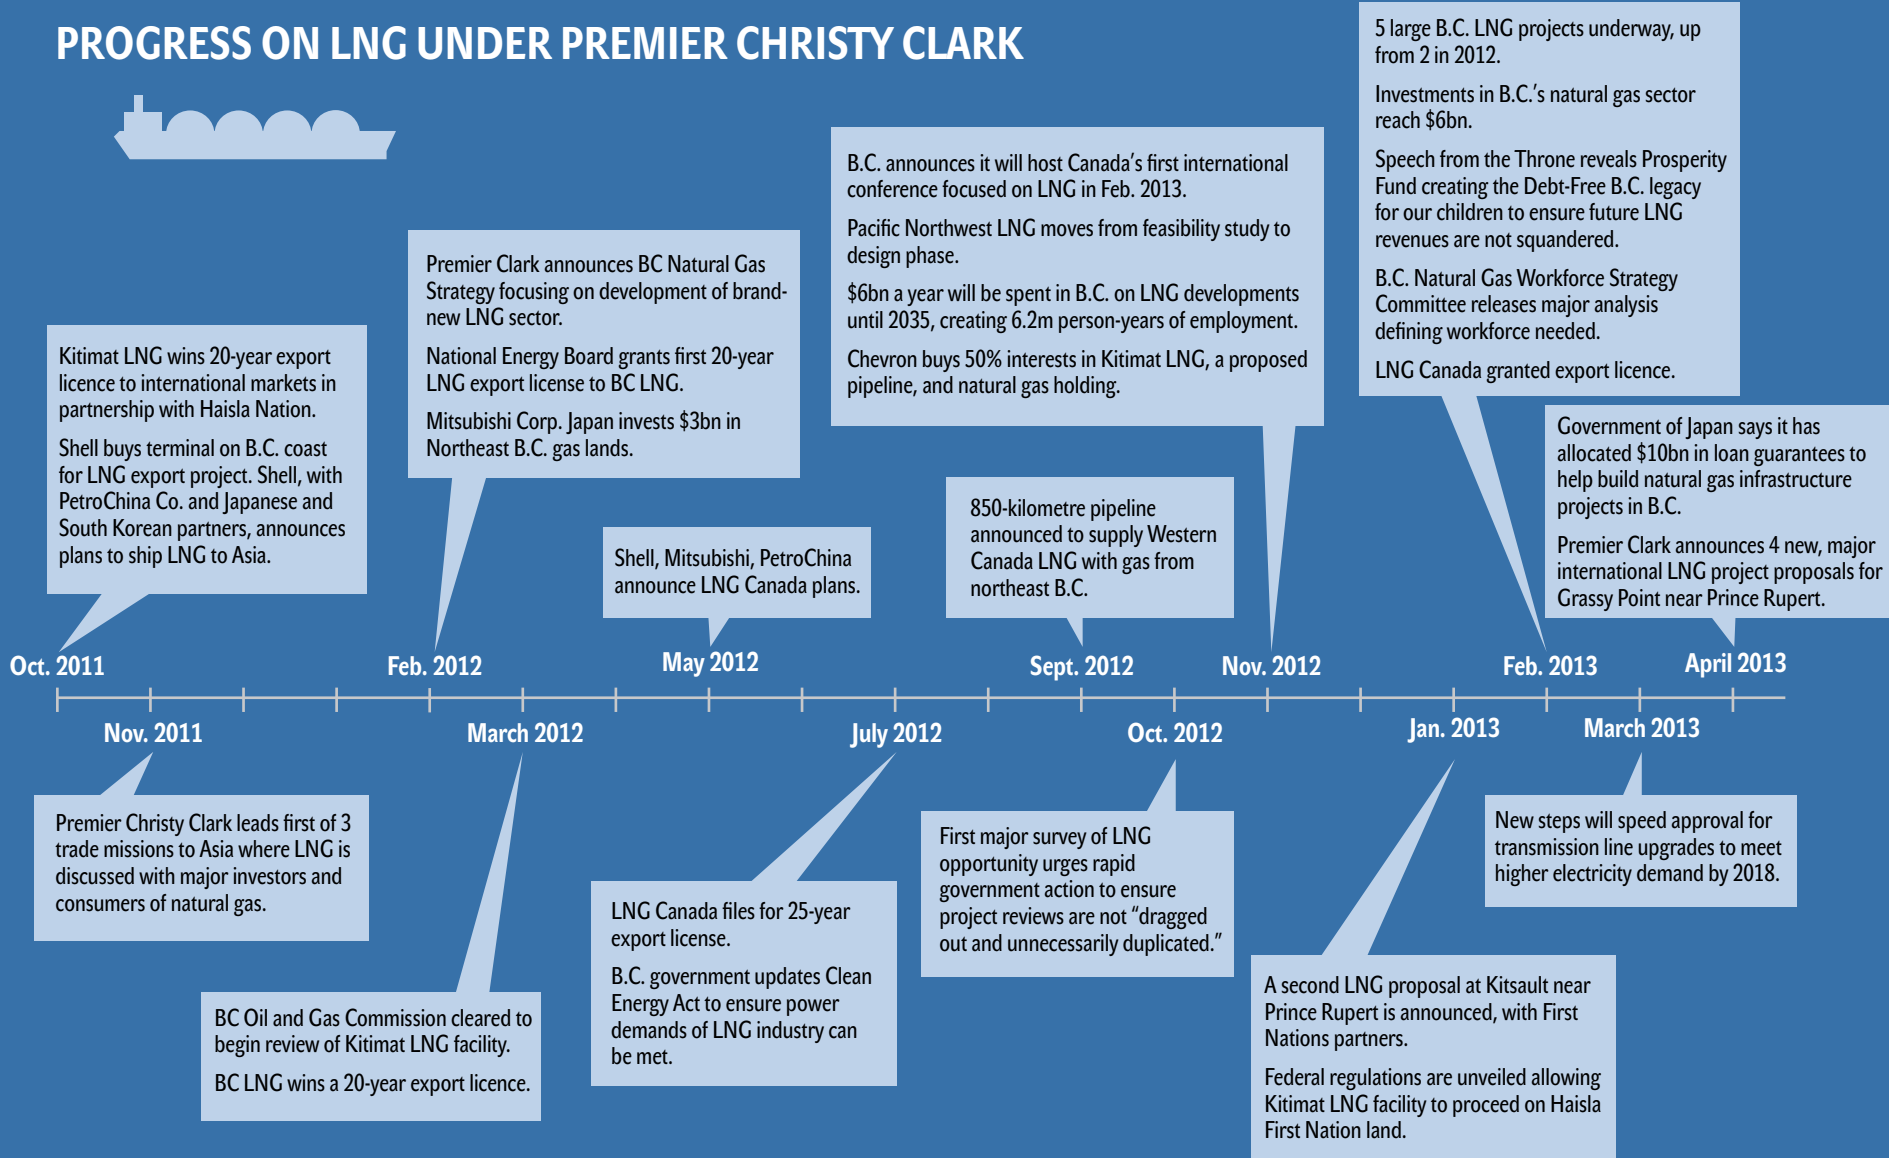 PROGRESS ON LNG UNDER PREMIER CHRISTY CLARK
Kitimat LNG wins 20-year export
licence to international markets in
partnership with Haisla Nation.
Shell buys terminal on B.C. coast
for LNG export project. Shell, with
PetroChina Co. and Japanese and
South Korean partners, announces
plans to ship LNG to Asia.
Oct. 2011
Nov. 2011
Premier Christy Clark leads first of 3
trade missions to Asia where LNG is
discussed with major investors and
consumers of natural gas.
Premier Clark announces BC Natural Gas
Strategy focusing on development of brand-
new LNG sector.
National Energy Board grants first 20-year
LNG export license to BC LNG.
Mitsubishi Corp. Japan invests $3bn in
Northeast B.C. gas lands.
Feb. 2012
March 2012
BC Oil and Gas Commission cleared to
begin review of Kitimat LNG facility.
BC LNG wins a 20-year export licence.
Shell, Mitsubishi, PetroChina
announce LNG Canada plans.
May 2012
July 2012
LNG Canada files for 25-year
export license.
B.C. government updates Clean
Energy Act to ensure power
demands of LNG industry can
be met.
850-kilometre pipeline
announced to supply Western
Canada LNG with gas from
northeast B.C.
Sept. 2012
Oct. 2012
First major survey of LNG
opportunity urges rapid
government action to ensure
project reviews are not “dragged
out and unnecessarily duplicated.”
B.C. announces it will host Canada’s first international
conference focused on LNG in Feb. 2013.
Pacific Northwest LNG moves from feasibility study to
design phase.
$6bn a year will be spent in B.C. on LNG developments
until 2035, creating 6.2m person-years of employment.
Chevron buys 50% interests in Kitimat LNG, a proposed
pipeline, and natural gas holding.
Nov. 2012
Jan. 2013
A second LNG proposal at Kitsault near
Prince Rupert is announced, with First
Nations partners.
Federal regulations are unveiled allowing
Kitimat LNG facility to proceed on Haisla
First Nation land.
5 large B.C. LNG projects underway, up
from 2 in 2012.
Investments in B.C.’s natural gas sector
reach $6bn.
Speech from the Throne reveals Prosperity
Fund creating the Debt-Free B.C. legacy
for our children to ensure future LNG
revenues are not squandered.
B.C. Natural Gas Workforce Strategy
Committee releases major analysis
defining workforce needed.
LNG Canada granted export licence.
Feb. 2013
March 2013
New steps will speed approval for
transmission line upgrades to meet
higher electricity demand by 2018.
Government of Japan says it has
allocated $10bn in loan guarantees to
help build natural gas infrastructure
projects in B.C.
Premier Clark announces 4 new, major
international LNG project proposals for
Grassy Point near Prince Rupert.
April 2013